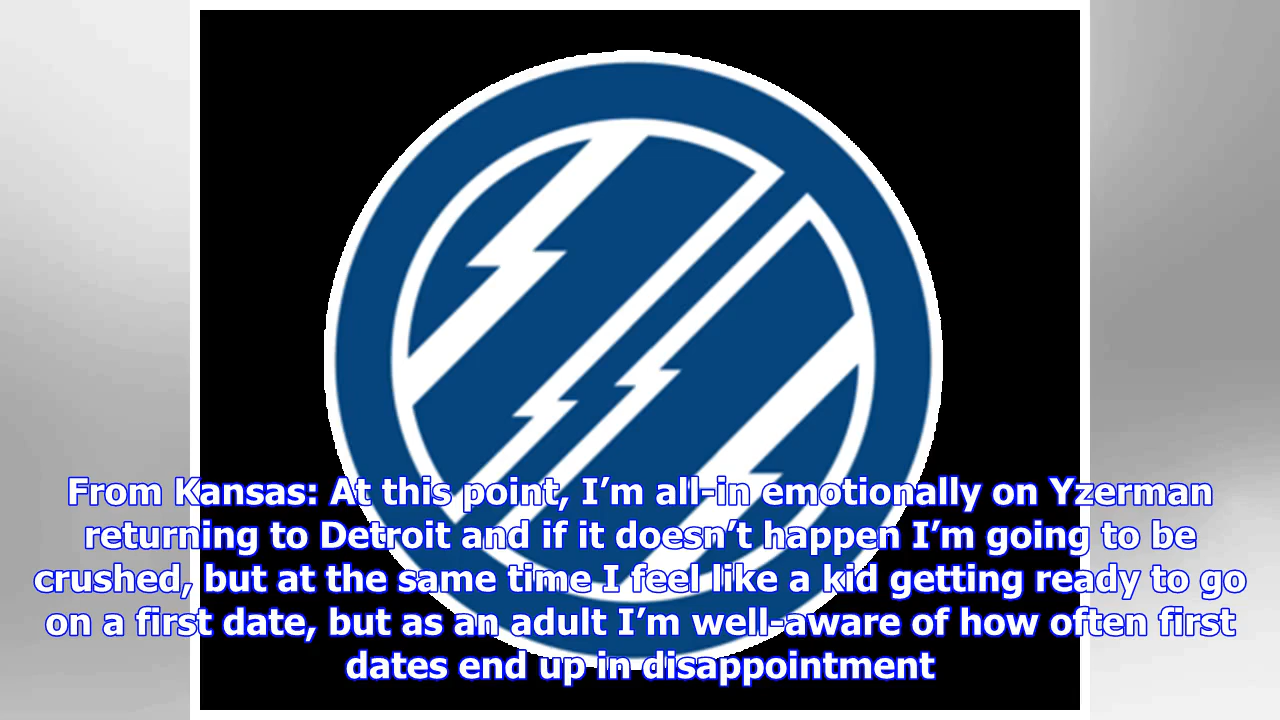 From Kansas: At this point, I’m all-in emotionally on Yzerman
returning to Detroit and if it doesn’t happen I’m going to be
crushed, but at the same time I feel like a kid getting ready to go
on a first date, but as an adult I’m well-aware of how often first
dates end up in disappointment